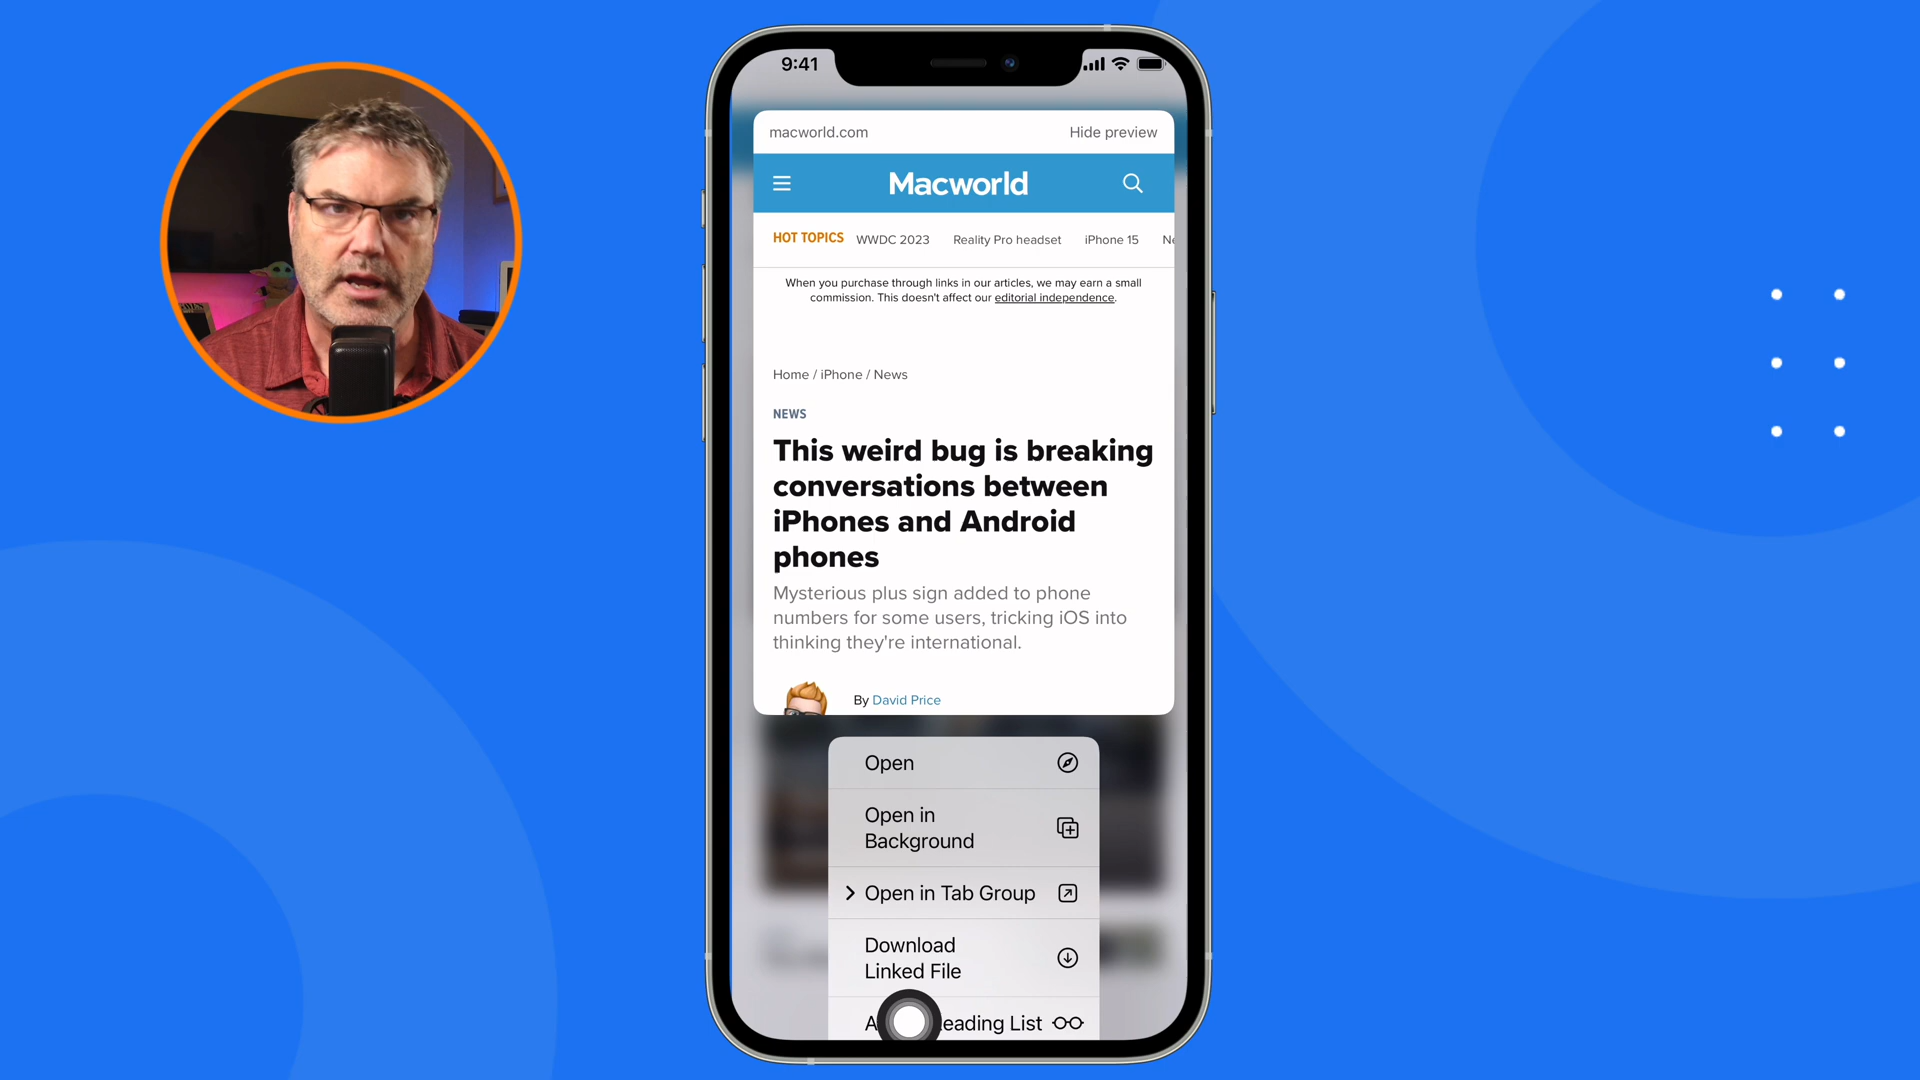 9:41
macworld.com
Hide preview
Macworld
HOT TOPICS WWDC 2023 Reality Pro headset iPhone 15
When you purchase through links in our articles, we may earn a small
commission. This doesn't affect our editorial independence.
Home / iPhone / News
NEWS
This weird bug is breaking
conversations between
iPhones and Android
phones
Mysterious plus sign added to phone
numbers for some users, tricking iOS into
thinking they're international.
By David Price
Open
Open in
Background
Open in Tab Group
Download
Linked File
List